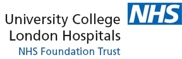 University College NHS
London Hospitals
NHS Foundation Trust